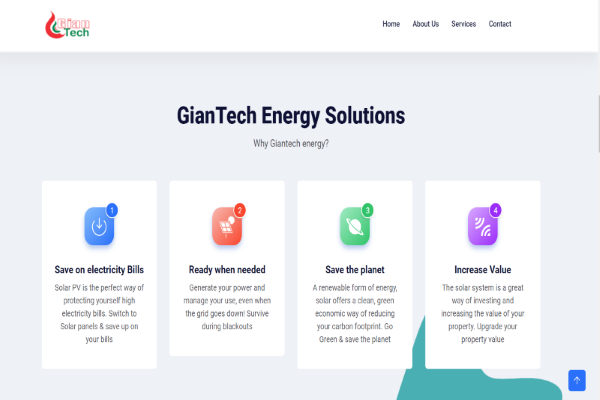 Gian
Tech
Home About Us Services Contact
GianTech Energy Solutions
Why Giantech energy?
1
Save on electricity Bills
Solar PV is the perfect way of
protecting yourself high
electricity bills. Switch to
Solar panels & save up on
your bills
2
Ready when needed
Generate your power and
manage your use, even when
the grid goes down! Survive
during blackouts
3
Save the planet
A renewable form of energy,
solar offers a clean, green
economic way of reducing
your carbon footprint. Go
Green & save the planet
4
Increase Value
The solar system is a great
way of investing and
increasing the value of your
property. Upgrade your
property value